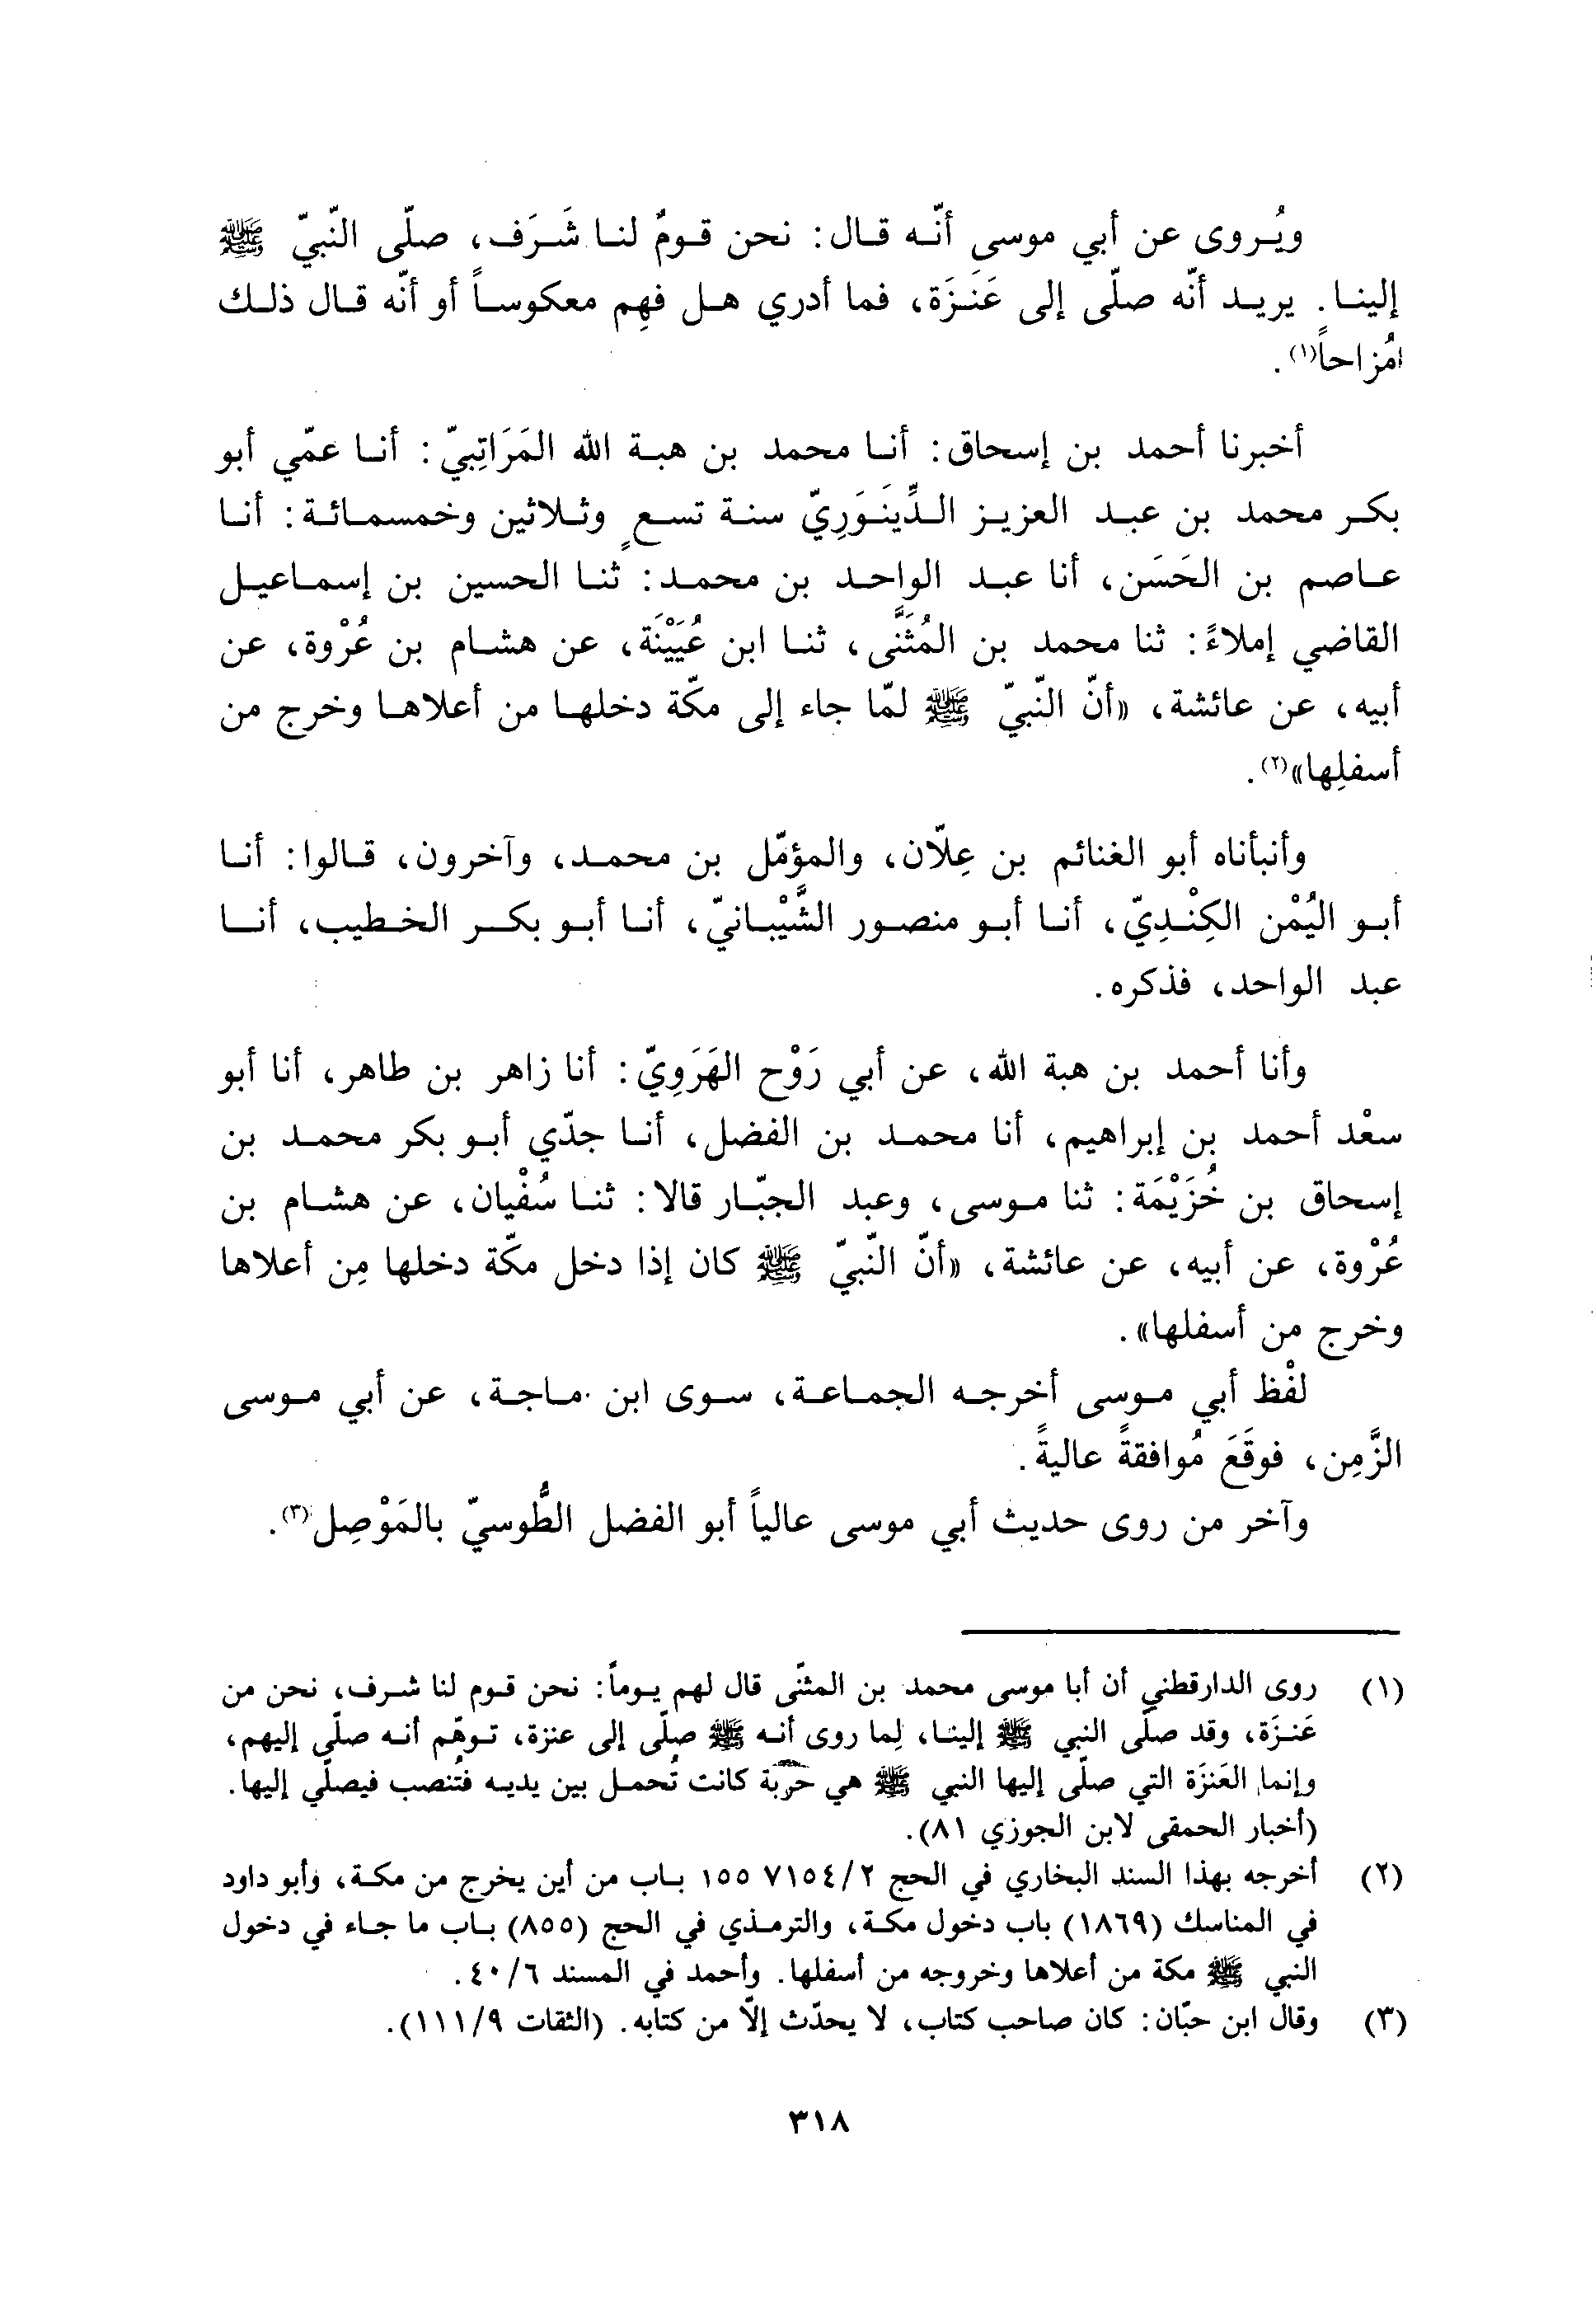 ويُروى عن أبي موسى أنّه قال: نحن قومٌ لنا شَرَف، صلّى النّبيّ ﷺ
إلينا. يريد أنّه صلّى إلى عَنَزَة، فما أدري هل فهِم معكوساً أو أنّه قال ذلك
مُزاحاً(١).
أخبرنا أحمد بن إسحاق: أنا محمد بن هبة الله المَرَاتِبيّ: أنا عمّي أبو
بكر محمد بن عبد العزيز الدِّينَوَرِيّ سنة تسعٍ وثلاثين وخمسمائة: أنا
عاصم بن الحَسَن، أنا عبد الواحد بن محمد: ثنا الحسين بن إسماعيل
القاضي إملاءً: ثنا محمد بن المُثَنَّى، ثنا ابن عُيَيْنَة، عن هشام بن عُرْوة، عن
أبيه، عن عائشة، «أنّ النّبيّ ﷺ لمّا جاء إلى مكّة دخلها من أعلاها وخرج من
أسفلِها»(٢).
وأنبأناه أبو الغنائم بن عِلّان، والمؤمّل بن محمد، وآخرون، قالوا: أنا
أبو اليُمْن الكِنْدِيّ، أنا أبو منصور الشَّيْبانيّ، أنا أبو بكر الخطيب، أنا
عبد الواحد، فذكره.
وأنا أحمد بن هبة الله، عن أبي رَوْح الهَرَوِيّ: أنا زاهر بن طاهر، أنا أبو
سعْد أحمد بن إبراهيم، أنا محمد بن الفضل، أنا جدّي أبو بكر محمد بن
إسحاق بن خُزَيْمَة: ثنا موسى، وعبد الجبّار قالا: ثنا سُفْيان، عن هشام بن
عُرْوة، عن أبيه، عن عائشة، «أنّ النّبيّ ﷺ كان إذا دخل مكّة دخلها مِن أعلاها
وخرج من أسفلها».
لفْظ أبي موسى أخرجه الجماعة، سوى ابن ماجة، عن أبي موسى
الزَّمِن، فوقَعَ مُوافقةً عاليةً.
وآخر من روى حديث أبي موسى عالياً أبو الفضل الطُّوسيّ بالمَوْصِل(٣).
(١) روى الدارقطني أن أبا موسى محمد بن المثنّى قال لهم يوماً: نحن قوم لنا شرف، نحن من
عَنزَة، وقد صلّى النبي ﷺ إلينا، لِما روى أنه ﷺ صلّى إلى عنزة، توهّم أنه صلّى إليهم،
وإنما العَنزَة التي صلّى إليها النبي ﷺ هي حَربة كانت تُحمل بين يديه فتُنصب فيصلّي إليها.
(أخبار الحمقى لابن الجوزي ٨١).
(٢) أخرجه بهذا السند البخاري في الحج ٧١٥٤/٢ ١٥٥ باب من أين يخرج من مكة، وأبو داود
في المناسك (١٨٦٩) باب دخول مكة، والترمذي في الحج (٨٥٥) باب ما جاء في دخول
النبي ﷺ مكة من أعلاها وخروجه من أسفلها. وأحمد في المسند ٤٠/٦.
(٣) وقال ابن حبّان: كان صاحب كتاب، لا يحدّث إلّا من كتابه. (الثقات ١١١/٩).
٣١٨